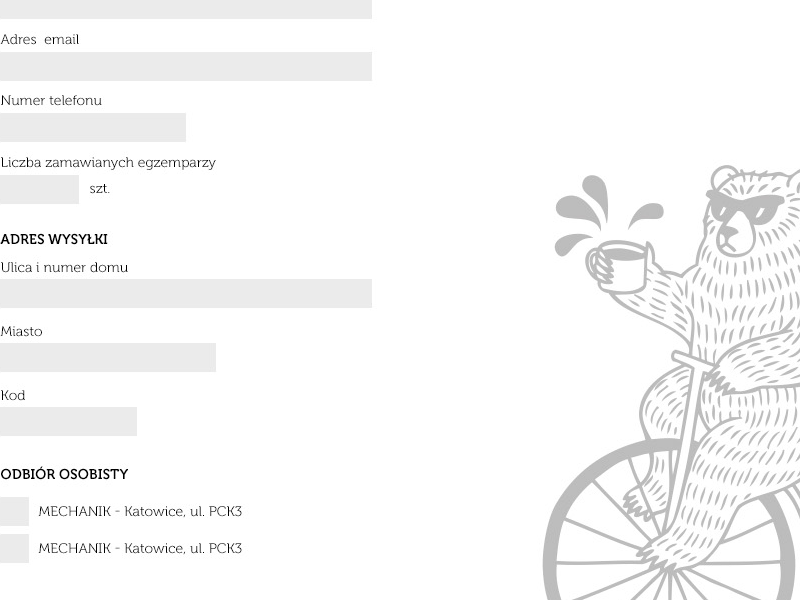 Adres email
Numer telefonu
Liczba zamawianych egzemparzy
szt.
ADRES WYSYŁKI
Ulica i numer domu
Miasto
Kod
ODBIÓR OSOBISTY
MECHANIK - Katowice, ul. PCK3
MECHANIK - Katowice, ul. PCK3